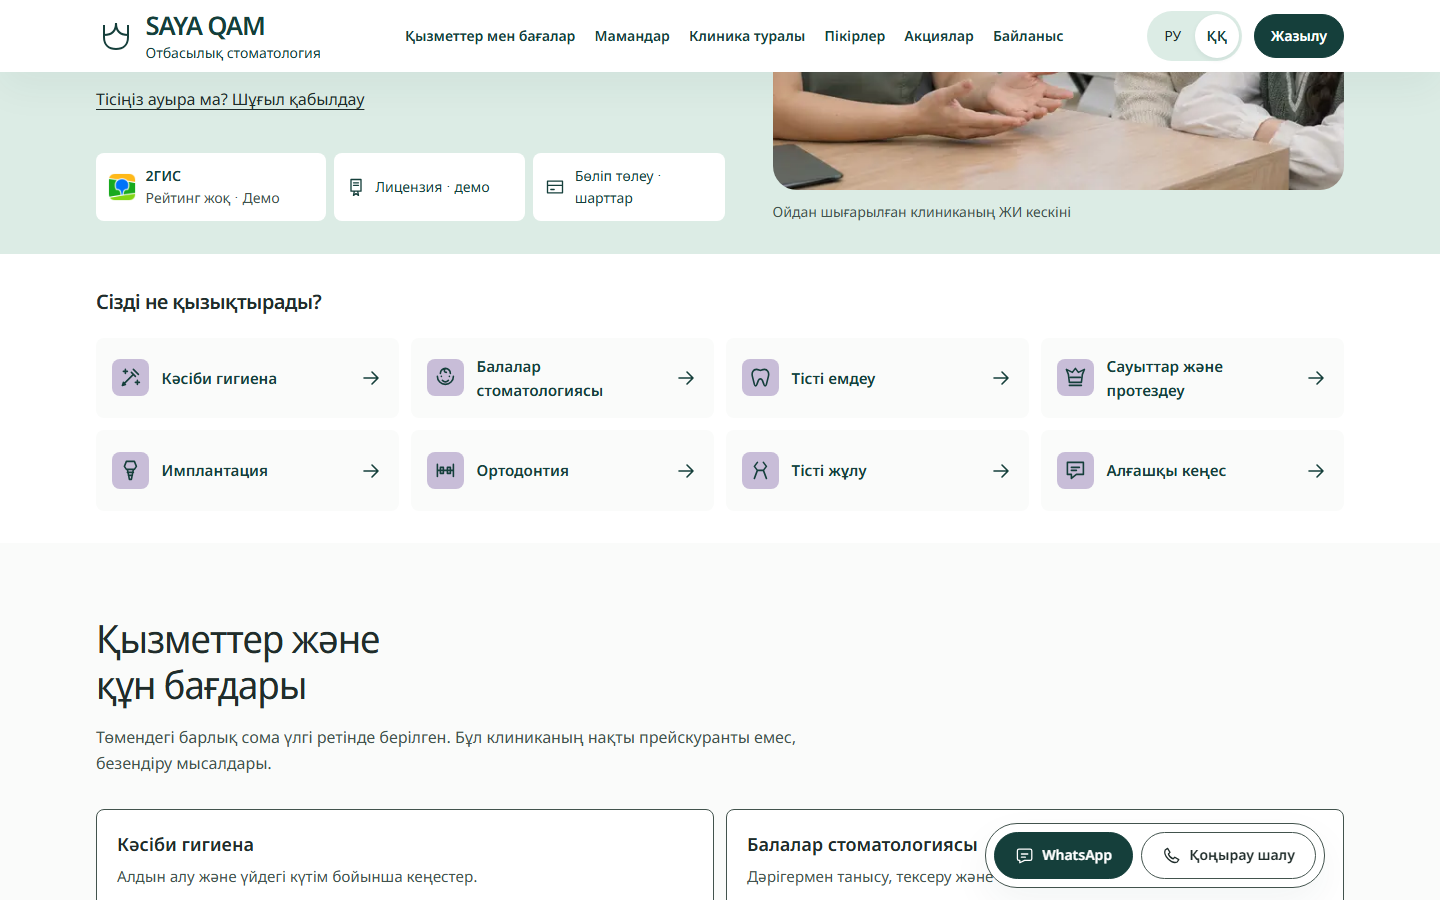 SAYA QAM
Отбасылық стоматология
Қызметтер мен бағалар
Мамандар
Клиника туралы
Пікірлер
Акциялар
Байланыс
РУ
ҚҚ
Жазылу
Тісіңіз ауыра ма? Шұғыл қабылдау
2ГИС
Рейтинг жоқ · Демо
Лицензия · демо
Бөліп төлеу ·
шарттар
Ойдан шығарылған клиниканың ЖИ кескіні
Сізді не қызықтырады?
Кәсіби гигиена
Балалар
стоматологиясы
Тісті емдеу
Сауыттар және
протездеу
Имплантация
Ортодонтия
Тісті жұлу
Алғашқы кеңес
Қызметтер және
құн бағдары
Төмендегі барлық сома үлгі ретінде берілген. Бұл клиниканың нақты прейскуранты емес,
безендіру мысалдары.
Кәсіби гигиена
Алдын алу және үйдегі күтім бойынша кеңестер.
Балалар стоматологиясы
Дәрігермен танысу, тексеру және
WhatsApp
Қоңырау шалу